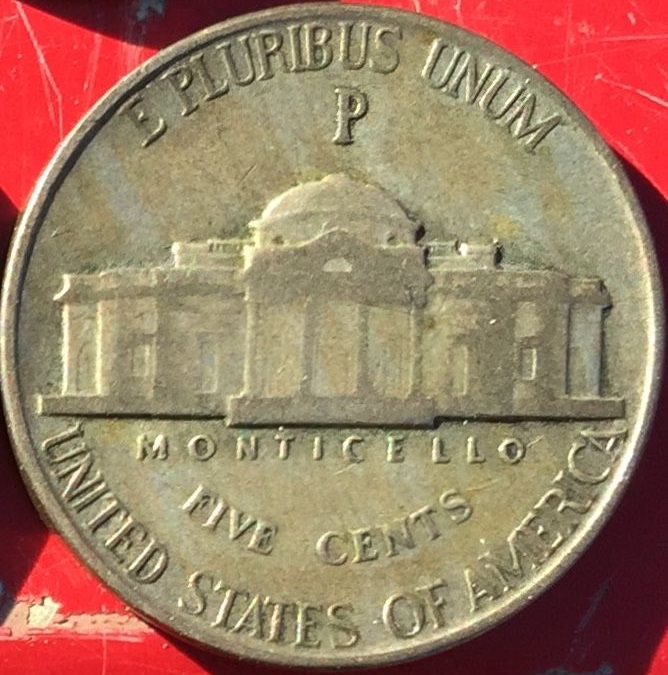 E PLURIBUS UNUM
P
MONTICELLO
FIVE CENTS
UNITED STATES OF AMERICA